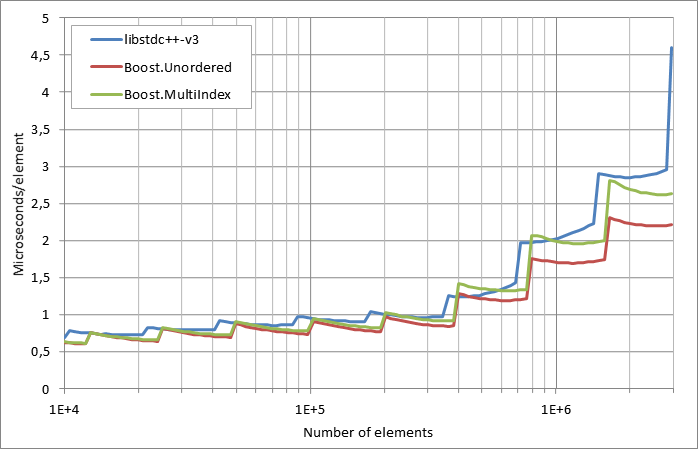 5
4,5
4
3,5
3
2,5
2
1,5
1
0,5
0
Microseconds/element
libstdc++-v3
Boost.Unordered
Boost.MultiIndex
1E+4
1E+5
1E+6
Number of elements